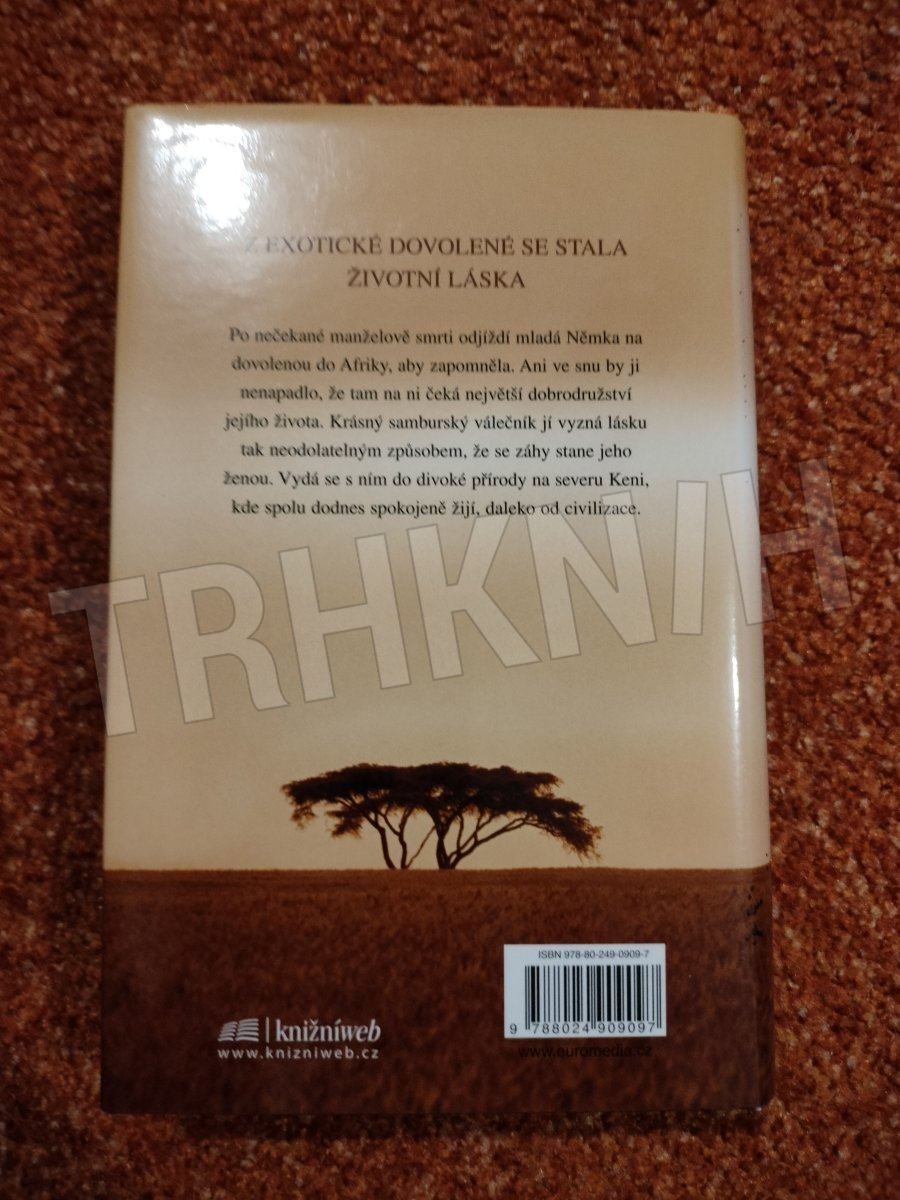 Z EXOTICKÉ DOVOLENÉ SE STALA
ŽIVOTNÍ LÁSKA
Po nečekané manželově smrti odjíždí mladá Němka na
dovolenou do Afriky, aby zapomněla. Ani ve snu by ji
nenapadlo, že tam na ni čeká největší dobrodružství
jejího života. Krásný samburský válečník jí vyzná lásku
tak neodolatelným způsobem, že se záhy stane jeho
ženou. Vydá se s ním do divoké přírody na severu Keni,
kde spolu dodnes spokojeně žijí, daleko od civilizace.
TRHKNIH
ISBN 978-80-249-0909-7
9 788024 909097
www.euromedia.cz
knižníweb
www.knizniweb.cz